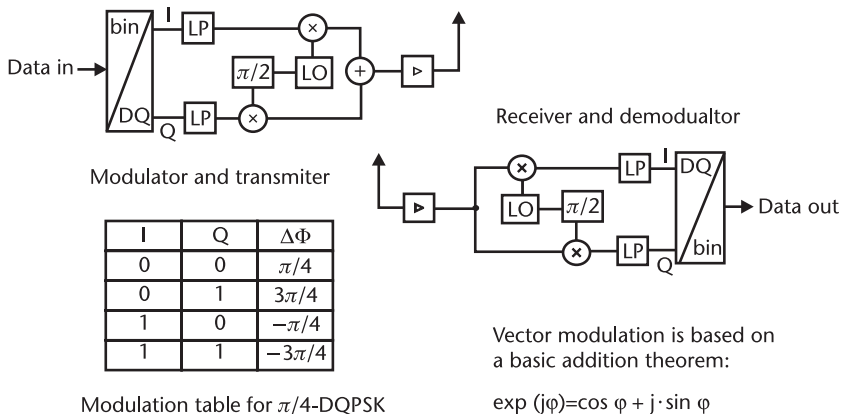 bin
I
LP
×
Data in
π/2
LO
+
▹
DQ
Q
LP
×
Modulator and transmiter
Receiver and demodualtor
×
LP
I
DQ
▹
LO
π/2
Data out
×
LP
Q
bin
I Q ΔΦ
0 0 π/4
0 1 3π/4
1 0 −π/4
1 1 −3π/4
Modulation table for π/4-DQPSK
Vector modulation is based on
a basic addition theorem:
exp (jφ)=cos φ + j·sin φ